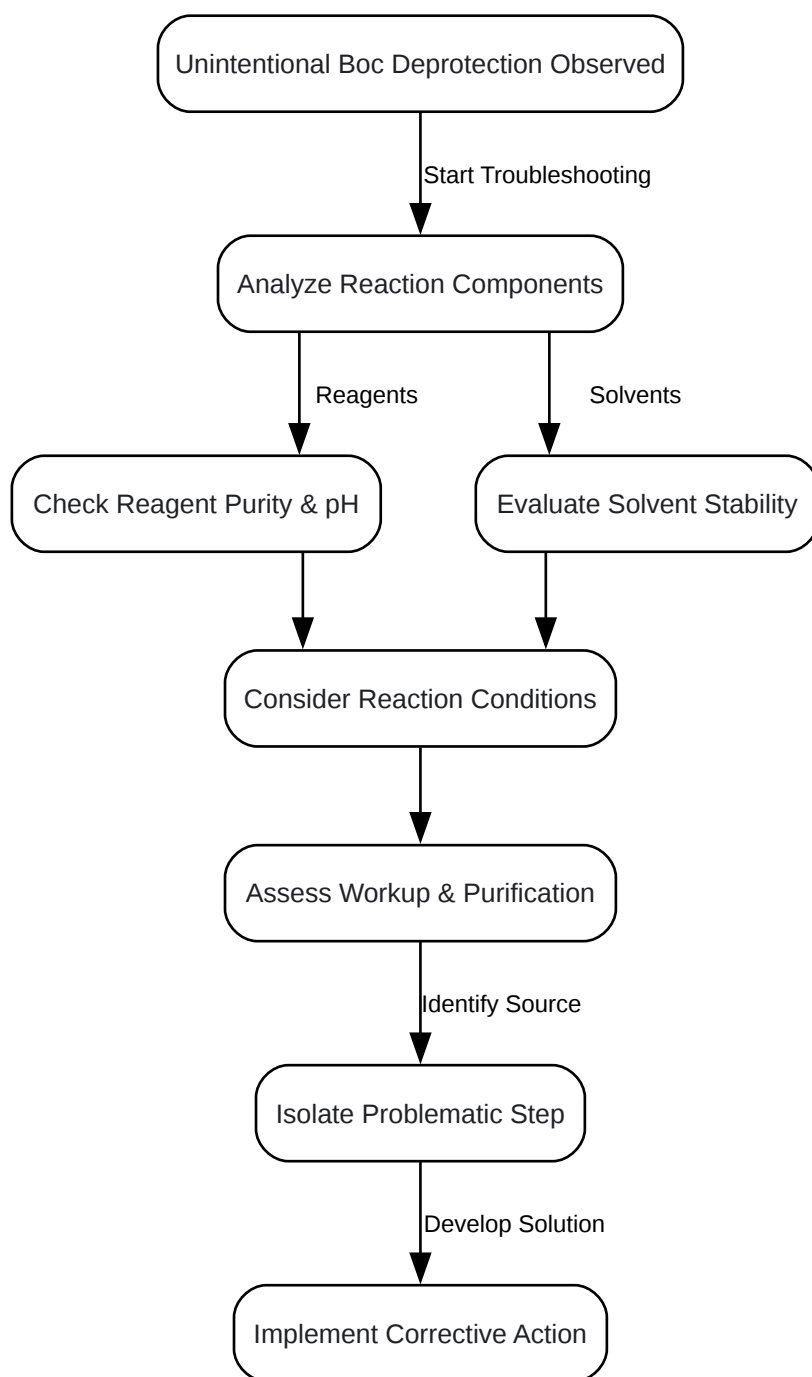 Unintentional Boc Deprotection Observed
Start Troubleshooting
Analyze Reaction Components
Reagents
Solvents
Check Reagent Purity & pH
Evaluate Solvent Stability
Consider Reaction Conditions
Assess Workup & Purification
Identify Source
Isolate Problematic Step
Develop Solution
Implement Corrective Action